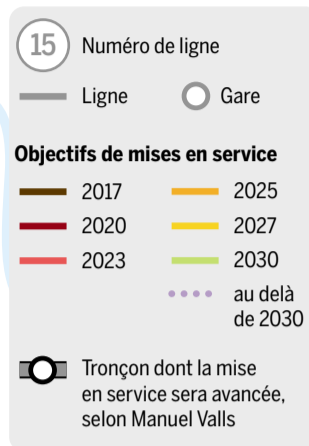 15 Numéro de ligne
Ligne Gare
Objectifs de mises en service
2017 2025
2020 2027
2023 2030
au delà
de 2030
Tronçon dont la mise
en service sera avancée,
selon Manuel Valls